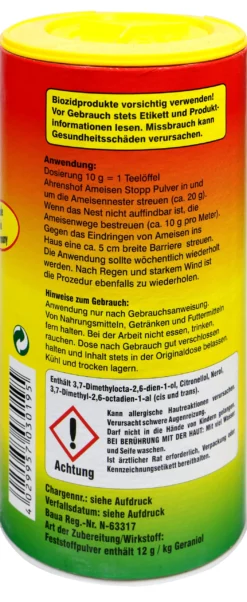 Biozidprodukte vorsichtig verwenden!
Vor Gebrauch stets Etikett und Produkt-
informationen lesen. Missbrauch kann
Gesundheitsschäden verursachen.
Anwendung:
Dosierung 10 g = 1 Teelöffel
Ahrenshof Ameisen Stopp Pulver in und
um die Ameisennester streuen (ca. 20 g).
Wenn das Nest nicht auffindbar ist, die
Ameisenwege bestreuen (ca. 10 g pro Meter).
Gegen das Eindringen von Ameisen ins
Haus eine ca. 5 cm breite Barriere streuen.
Die Anwendung sollte wöchentlich wiederholt
werden. Nach Regen und starkem Wind ist
die Prozedur ebenfalls zu wiederholen.
Hinweise zum Gebrauch:
Anwendung nur nach Gebrauchsanweisung.
Von Nahrungsmitteln, Getränken und Futtermitteln
fern halten. Bei der Arbeit nicht essen, trinken,
rauchen. Dose nach Gebrauch gut verschlossen
halten und Inhalt stets in der Originaldose belassen.
Kühl und trocken lagern.
Enthält 3,7-Dimethylocta-2,6-dien-1-ol, Citronellol, Nerol,
3,7-Dimethyl-2,6-octadien-1-al (cis und trans).
Kann allergische Hautreaktionen verursachen.
Verursacht schwere Augenreizung.
Darf nicht in die Hände von Kindern gelangen.
BEI BERÜHRUNG MIT DER HAUT: Mit viel Wasser
und Seife waschen.
Ist ärztlicher Rat erforderlich, Verpackung oder
Kennzeichnungsetikett bereithalten.
Achtung
Chargennr.: siehe Aufdruck
Verfallsdatum: siehe Aufdruck
Baua Reg.-Nr. N-63317
Art der Zubereitung/Wirkstoff:
Feststoffpulver enthält 12 g / kg Geraniol